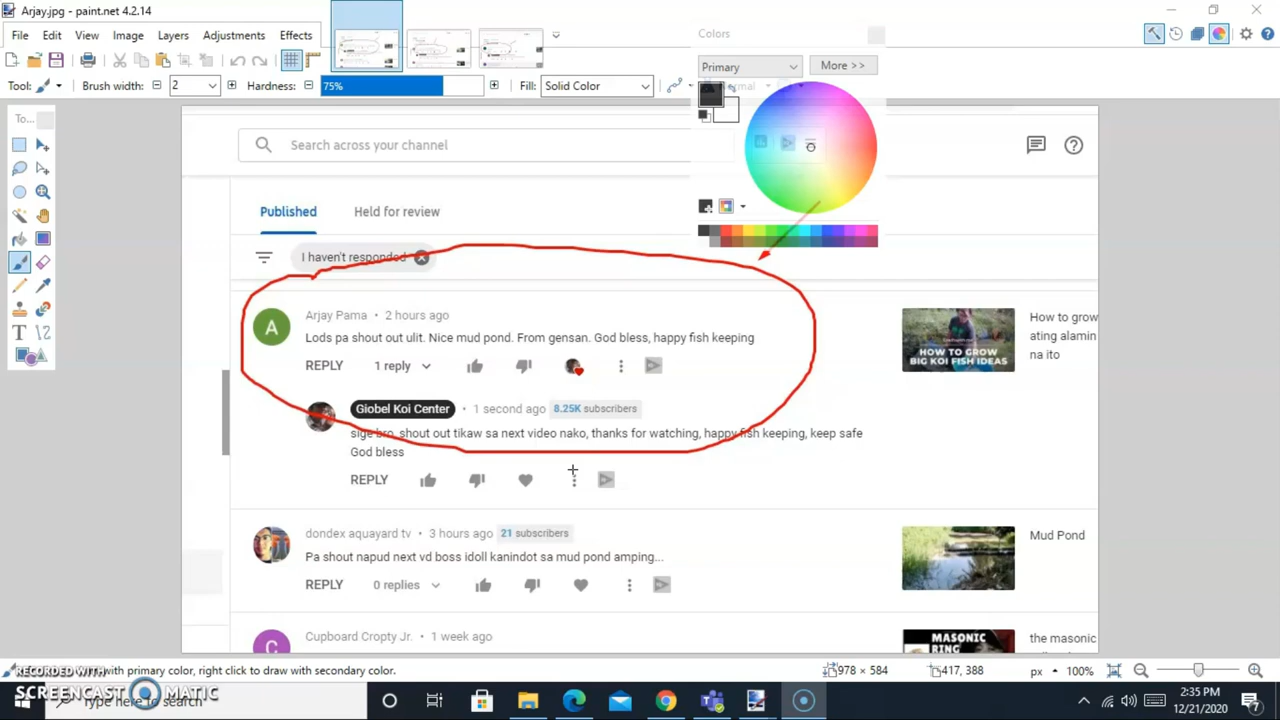 Arjay.jpg - paint.net 4.2.14
File Edit View Image Layers Adjustments Effects
Colors
Primary More >>
Tool: Brush width: 2 Hardness: 75% Fill: Solid Color Normal
To...
Search across your channel
Published Held for review
I haven't responded
A
Arjay Pama • 2 hours ago
Lods pa shout out ulit. Nice mud pond. From gensan. God bless, happy fish keeping
REPLY 1 reply
HOW TO GROW
BIG KOI FISH IDEAS
How to grow
ating alamin
na ito
Giobel Koi Center • 1 second ago 8.25K subscribers
sige bro, shout out tikaw sa next video nako, thanks for watching, happy fish keeping, keep safe
God bless
REPLY
dondex aquayard tv • 3 hours ago 21 subscribers
Pa shout napud next vd boss idoll kanindot sa mud pond amping...
REPLY 0 replies
Mud Pond
C
Cupboard Cropty Jr. • 1 week ago
MASONIC
RING
the masonic
with primary color, right click to draw with secondary color.
978 × 584 417, 388 px 100%
RECORDED WITH
SCREENCAST MATIC
Type here to search
2:35 PM
12/21/2020
7